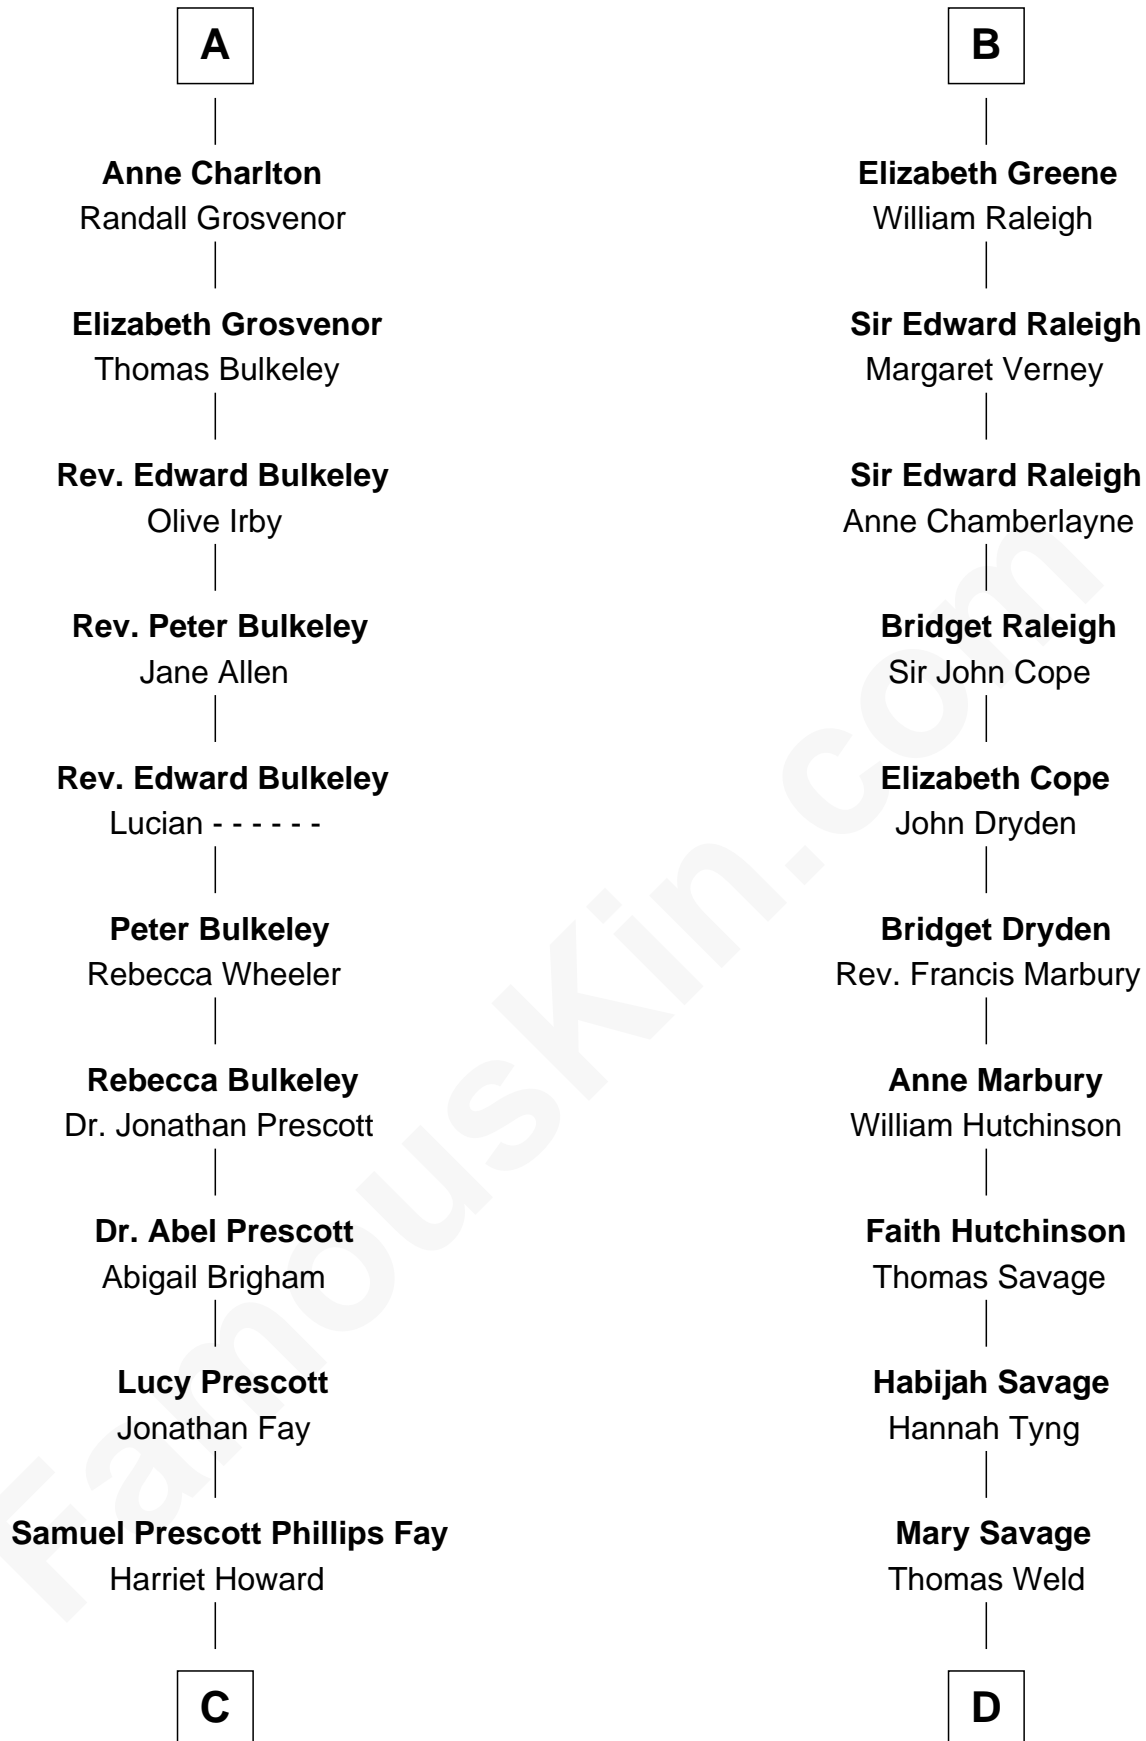 A
Anne Charlton
Randall Grosvenor
Elizabeth Grosvenor
Thomas Bulkeley
Rev. Edward Bulkeley
Olive Irby
Rev. Peter Bulkeley
Jane Allen
Rev. Edward Bulkeley
Lucian - - - - - -
Peter Bulkeley
Rebecca Wheeler
Rebecca Bulkeley
Dr. Jonathan Prescott
Dr. Abel Prescott
Abigail Brigham
Lucy Prescott
Jonathan Fay
Samuel Prescott Phillips Fay
Harriet Howard
C
B
Elizabeth Greene
William Raleigh
Sir Edward Raleigh
Margaret Verney
Sir Edward Raleigh
Anne Chamberlayne
Bridget Raleigh
Sir John Cope
Elizabeth Cope
John Dryden
Bridget Dryden
Rev. Francis Marbury
Anne Marbury
William Hutchinson
Faith Hutchinson
Thomas Savage
Habijah Savage
Hannah Tyng
Mary Savage
Thomas Weld
D
FamousKin.com